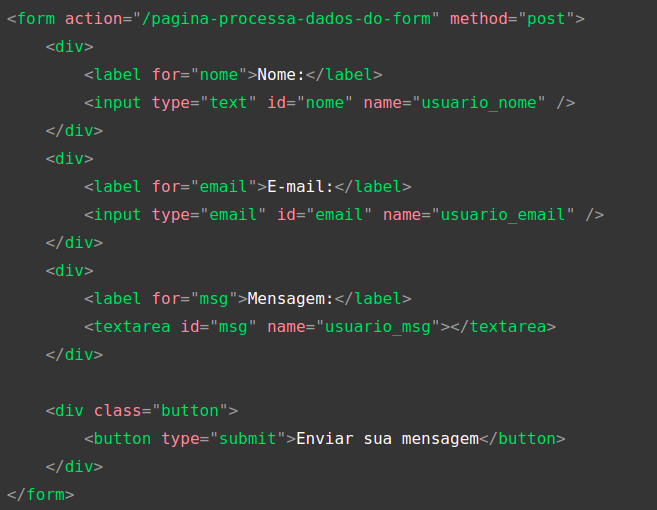 <form action="/pagina-processa-dados-do-form" method="post">
    <div>
        <label for="nome">Nome:</label>
        <input type="text" id="nome" name="usuario_nome" />
    </div>
    <div>
        <label for="email">E-mail:</label>
        <input type="email" id="email" name="usuario_email" />
    </div>
    <div>
        <label for="msg">Mensagem:</label>
        <textarea id="msg" name="usuario_msg"></textarea>
    </div>

    <div class="button">
        <button type="submit">Enviar sua mensagem</button>
    </div>
</form>